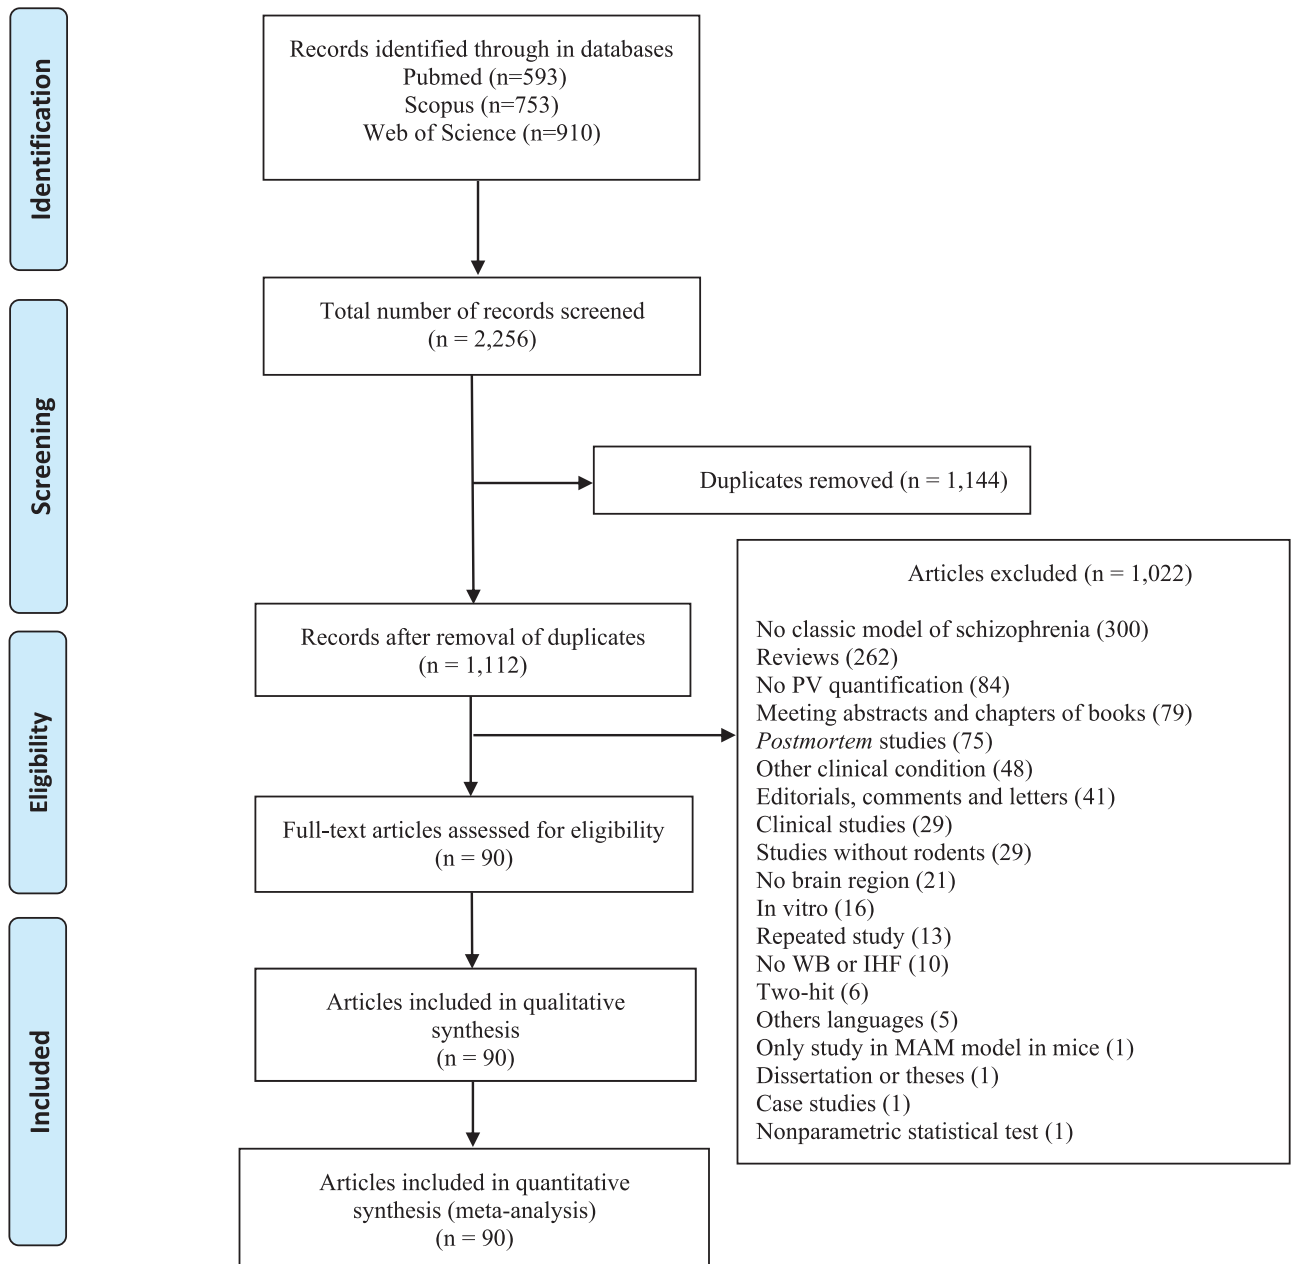 Identification
Records identified through in databases
Pubmed (n=593)
Scopus (n=753)
Web of Science (n=910)
Screening
Total number of records screened
(n = 2,256)
Duplicates removed (n = 1,144)
Records after removal of duplicates
(n = 1,112)
Articles excluded (n = 1,022)
No classic model of schizophrenia (300)
Reviews (262)
No PV quantification (84)
Meeting abstracts and chapters of books (79)
Postmortem studies (75)
Other clinical condition (48)
Editorials, comments and letters (41)
Clinical studies (29)
Studies without rodents (29)
No brain region (21)
In vitro (16)
Repeated study (13)
No WB or IHF (10)
Two-hit (6)
Others languages (5)
Only study in MAM model in mice (1)
Dissertation or theses (1)
Case studies (1)
Nonparametric statistical test (1)
Eligibility
Full-text articles assessed for eligibility
(n = 90)
Included
Articles included in qualitative
synthesis
(n = 90)
Articles included in quantitative
synthesis (meta-analysis)
(n = 90)